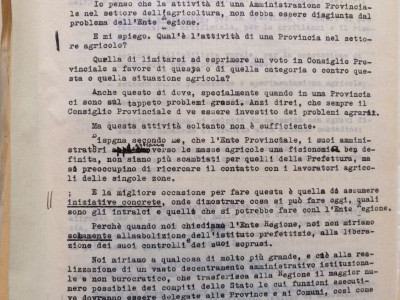 Io penso che la attività di una Amministrazione Provincia-
le nel settore dell'agricoltura, non debba essere disgiunta dal
problema dell'Ente Regione.
E mi spiego. Qual'è l'attività di una Provincia nel setto-
re agricolo?
Quella di limitarsi ad esprimere un voto in Consiglio Pro-
vinciale a favore di questo o di quella categoria o contro que-
sta o quella situazione agricola?
Anche questo si deve, specialmente quando in una Provincia
ci sono sul tappeto problemi grossi. Anzi direi, che sempre il
Consiglio Provinciale d ve essere investito dei problemi agrari.
Ma questa attività soltanto non è sufficiente.
Bisogna secondo me, che l'Ente Provinciale, i suoi ammini-
stratori verso le masse agricole una fionomia ben de-
finita, non siano più scambiati per quelli della Prefettura, ma
si preoccupino di ricercare il contatto con i lavoratori agrico-
li delle singole zone.
E la migliore occasione per fare questa è quella di assumere
iniziative concrete, onde dimostrare cosa si può fare oggi, quali
sono gli intralci e quello che si potrebbe fare con l'Ente Regione.
Perchè quando noi chiediamo l'Ente Regione, non noi miriamo
solamente all'abolizione dell'istituto prefettizio, alla libera-
zione dei suoi controlli e dei suoi soprusi.
Noi miriamo a qualcosa di molto più grande, e cioè alla rea-
lizzazione di un vasto decentramento amministrativo istituziona-
le e non burocratico, che trasferisca alla Regione il maggior nu-
mero possibile dei compiti dello Stato le cui funzioni esecuti-
ve dovranno essere delegate alle Province e ai Comuni, così come